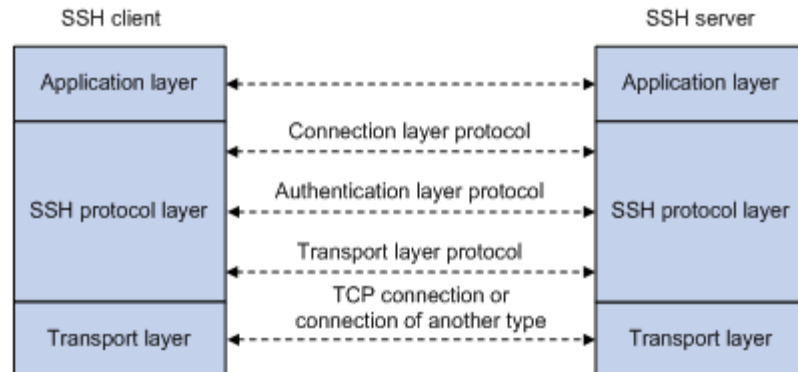 SSH client
SSH server
Application layer
Application layer
Connection layer protocol
Authentication layer protocol
SSH protocol layer
SSH protocol layer
Transport layer protocol
TCP connection or
connection of another type
Transport layer
Transport layer